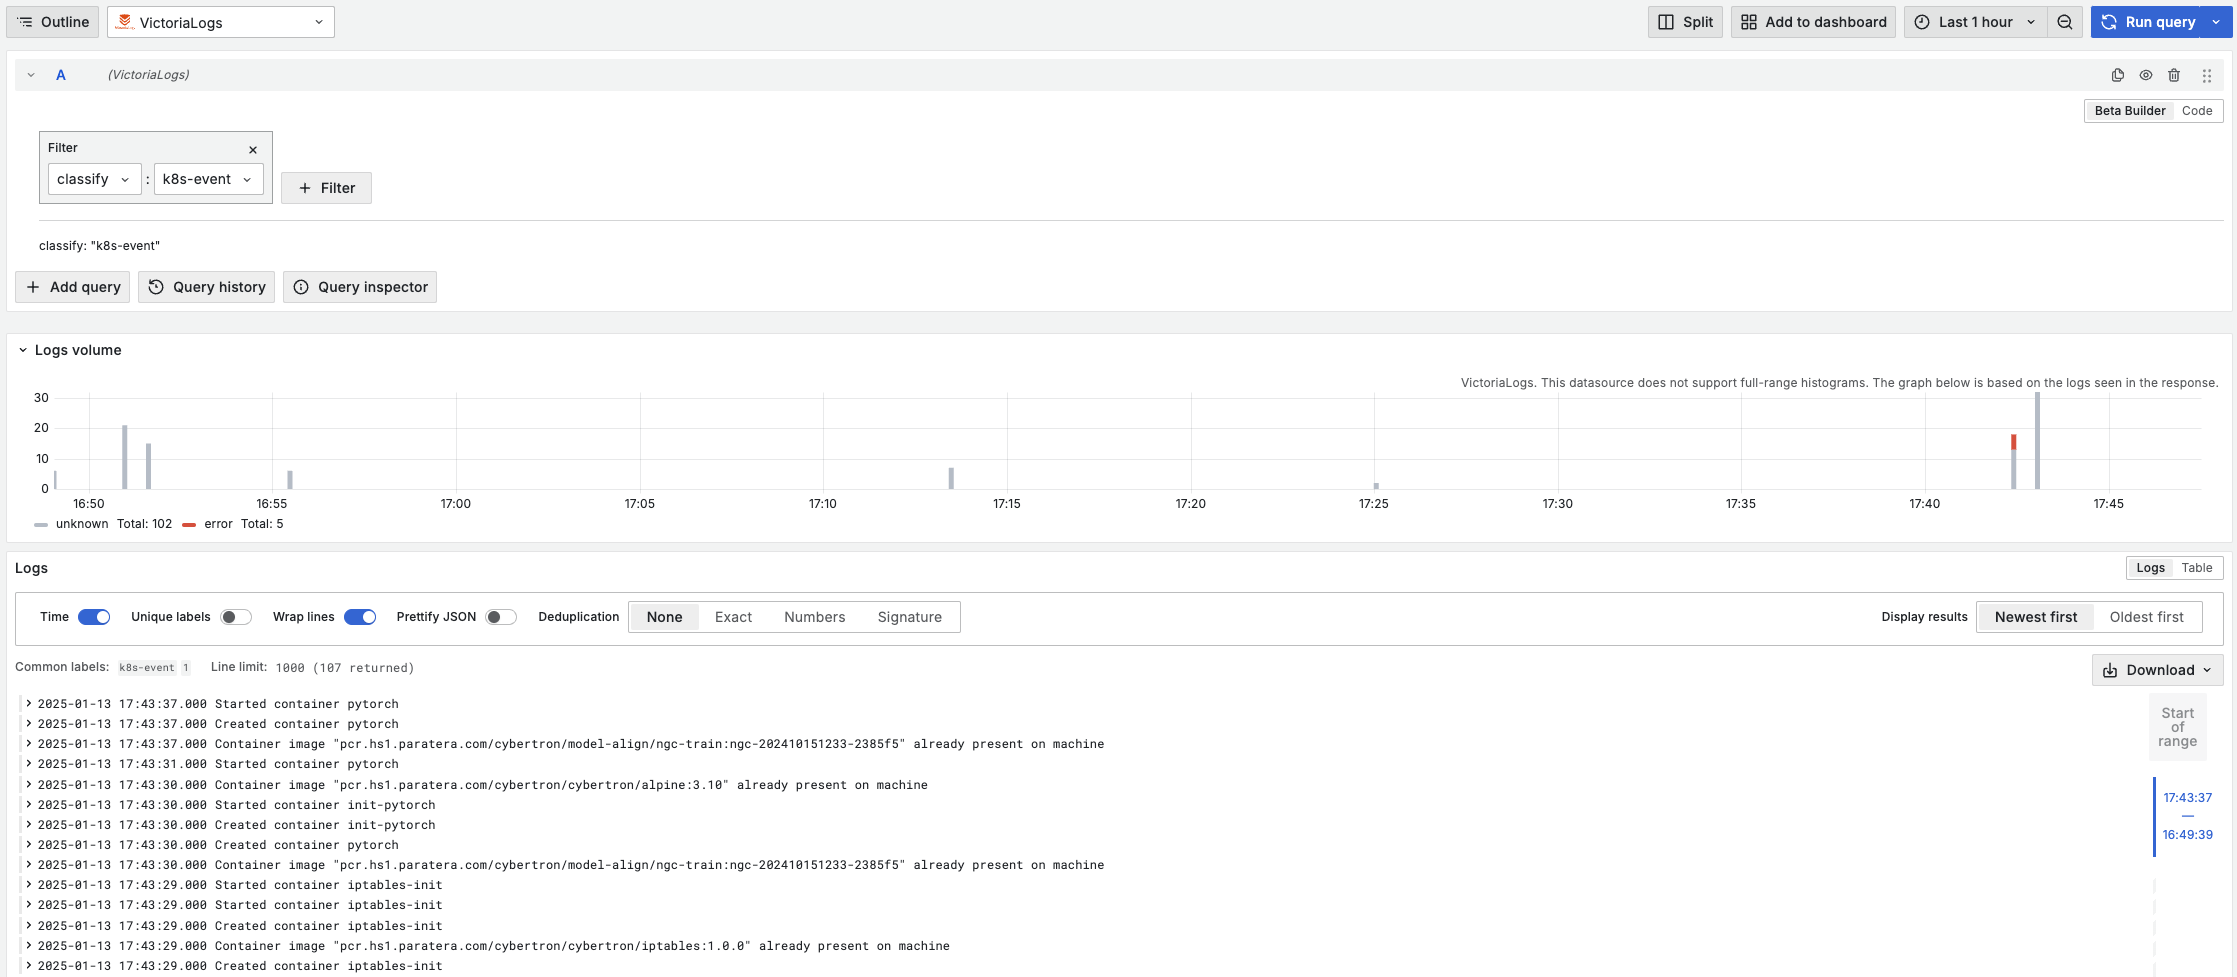 Outline VictoriaLogs Split Add to dashboard Last 1 hour Run query
A (VictoriaLogs)
Beta Builder Code
Filter
classify : k8s-event
Filter
classify: "k8s-event"
Add query Query history Query inspector
Logs volume
VictoriaLogs. This datasource does not support full-range histograms. The graph below is based on the logs seen in the response.
30
20
10
0
16:50 16:55 17:00 17:05 17:10 17:15 17:20 17:25 17:30 17:35 17:40 17:45
unknown Total: 102 error Total: 5
Logs
Logs Table
Time Unique labels Wrap lines Prettify JSON Deduplication None Exact Numbers Signature Display results Newest first Oldest first
Common labels: k8s-event 1 Line limit: 1000 (107 returned)
Download
2025-01-13 17:43:37.000 Started container pytorch
2025-01-13 17:43:37.000 Created container pytorch
2025-01-13 17:43:37.000 Container image "pcr.hs1.paratera.com/cybertron/model-align/ngc-train:ngc-202410151233-2385f5" already present on machine
2025-01-13 17:43:31.000 Started container pytorch
2025-01-13 17:43:30.000 Container image "pcr.hs1.paratera.com/cybertron/cybertron/alpine:3.10" already present on machine
2025-01-13 17:43:30.000 Started container init-pytorch
2025-01-13 17:43:30.000 Created container init-pytorch
2025-01-13 17:43:30.000 Created container pytorch
2025-01-13 17:43:30.000 Container image "pcr.hs1.paratera.com/cybertron/model-align/ngc-train:ngc-202410151233-2385f5" already present on machine
2025-01-13 17:43:29.000 Started container iptables-init
2025-01-13 17:43:29.000 Started container iptables-init
2025-01-13 17:43:29.000 Created container iptables-init
2025-01-13 17:43:29.000 Container image "pcr.hs1.paratera.com/cybertron/cybertron/iptables:1.0.0" already present on machine
2025-01-13 17:43:29.000 Created container iptables-init
Start
of
range
17:43:37
—
16:49:39